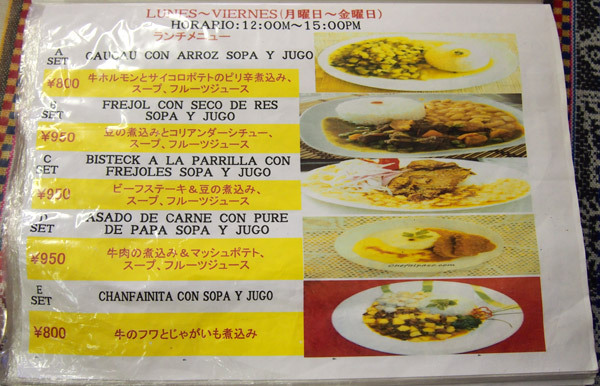 LUNES～VIERNES(月曜日～金曜日)
HORAPIO:12:00M～15:00PM
ランチメニュー
A
SET
CAUCAU CON ARROZ SOPA Y JUGO
¥800
牛ホルモンとサイコロポテトのピリ辛煮込み、
スープ、フルーツジュース
B
SET
FREJOL CON SECO DE RES
SOPA Y JUGO
¥950
豆の煮込みとコリアンダーシチュー、
スープ、フルーツジュース
C
SET
BISTECK A LA PARRILLA CON
FREJOLES SOPA Y JUGO
¥950
ビーフステーキ＆豆の煮込み、
スープ、フルーツジュース
D
SET
ASADO DE CARNE CON PURE
DE PAPA SOPA Y JUGO
¥950
牛肉の煮込み＆マッシュポテト、
スープ、フルーツジュース
E
SET
CHANFAINITA CON SOPA Y JUGO
¥800
牛のフワとじゃがいも煮込み